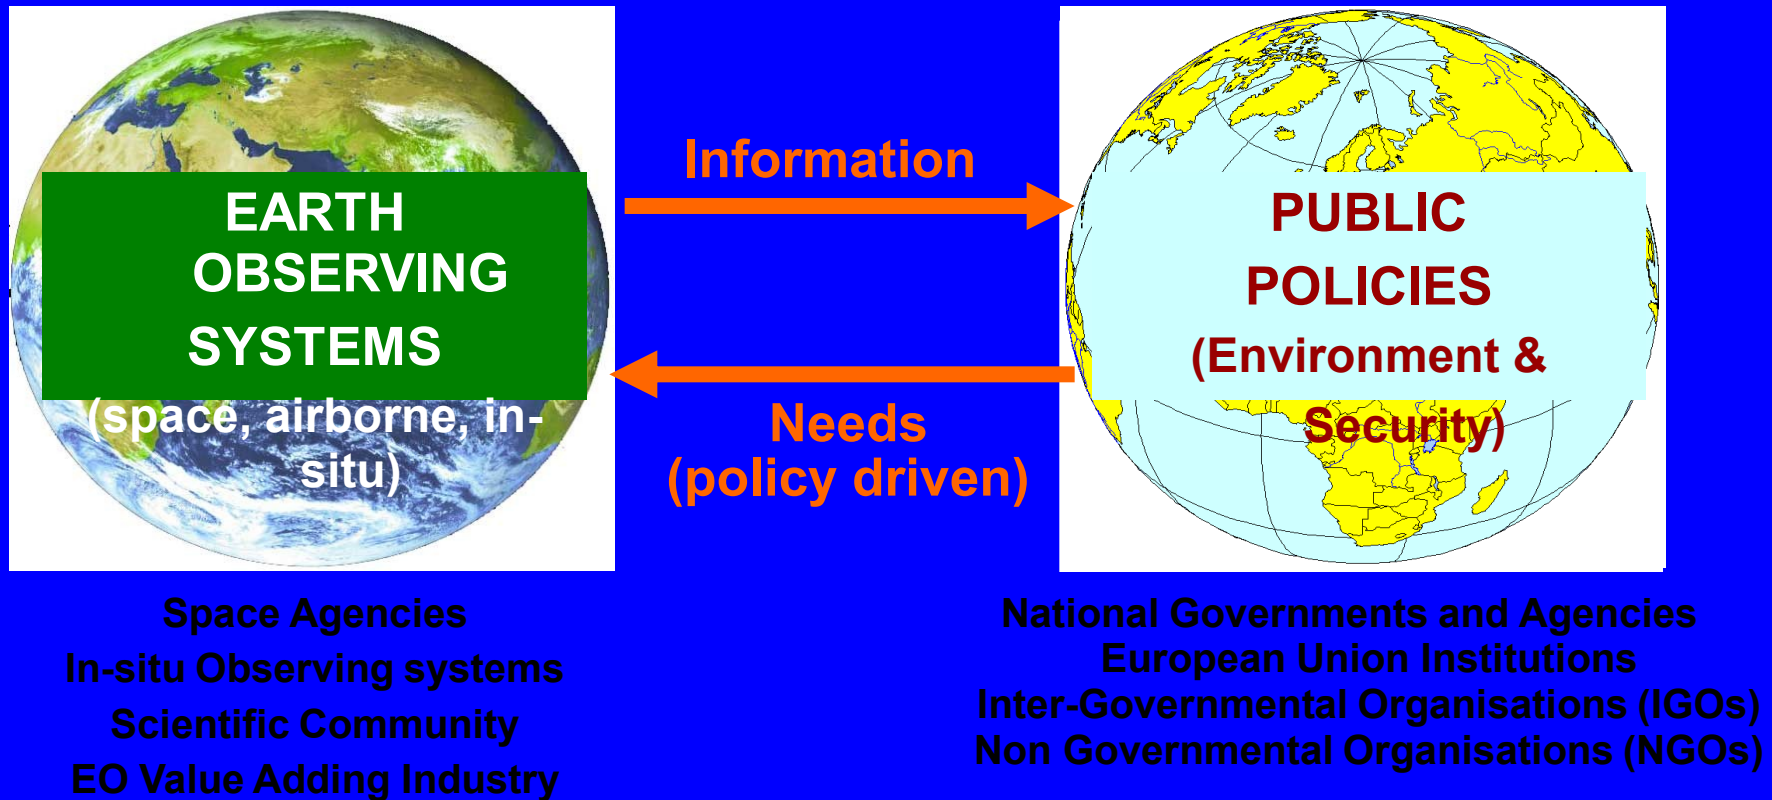 EARTH
OBSERVING
SYSTEMS
(space, airborne, in-
situ)
Information
Needs
(policy driven)
PUBLIC
POLICIES
(Environment &
Security)
Space Agencies
In-situ Observing systems
Scientific Community
EO Value Adding Industry
National Governments and Agencies
European Union Institutions
Inter-Governmental Organisations (IGOs)
Non Governmental Organisations (NGOs)